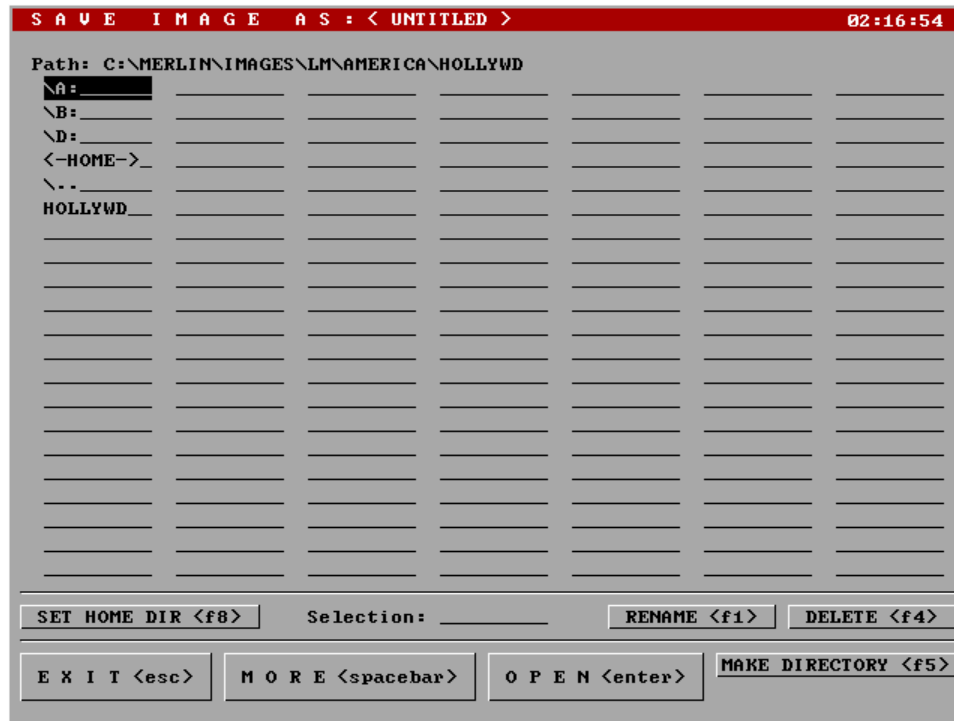 S A V E I M A G E A S : < UNTITLED > 02:16:54
Path: C:\MERLIN\IMAGES\LM\AMERICA\HOLLYWD
\A:
\B:
\D:
<-HOME->
\..
HOLLYWD
SET HOME DIR <f8> Selection: RENAME <f1> DELETE <f4>
E X I T <esc> M O R E <spacebar> O P E N <enter> MAKE DIRECTORY <f5>